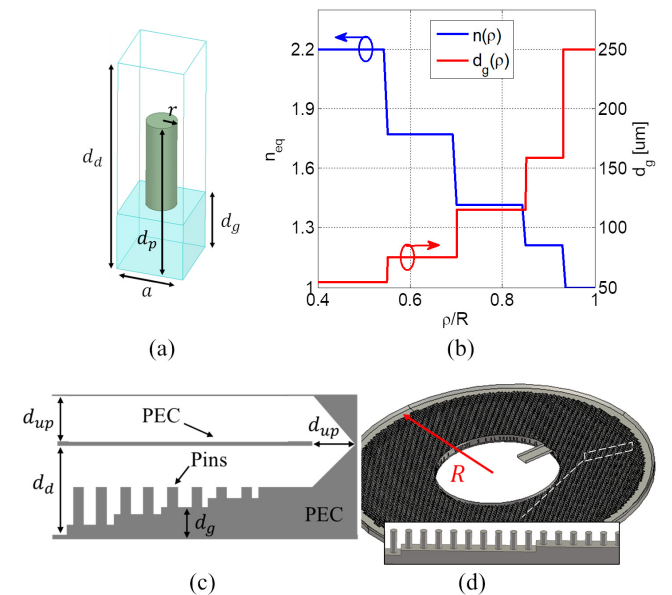 r
d_d
d_p
d_g
a
(a)
n(ρ)
d_g(ρ)
2.2
1.9
1.6
1.3
1
n_eq
250
200
150
100
50
d_g [um]
0.4
0.6
0.8
1
ρ/R
(b)
d_up
PEC
d_up
d_d
Pins
d_g
PEC
(c)
R
(d)